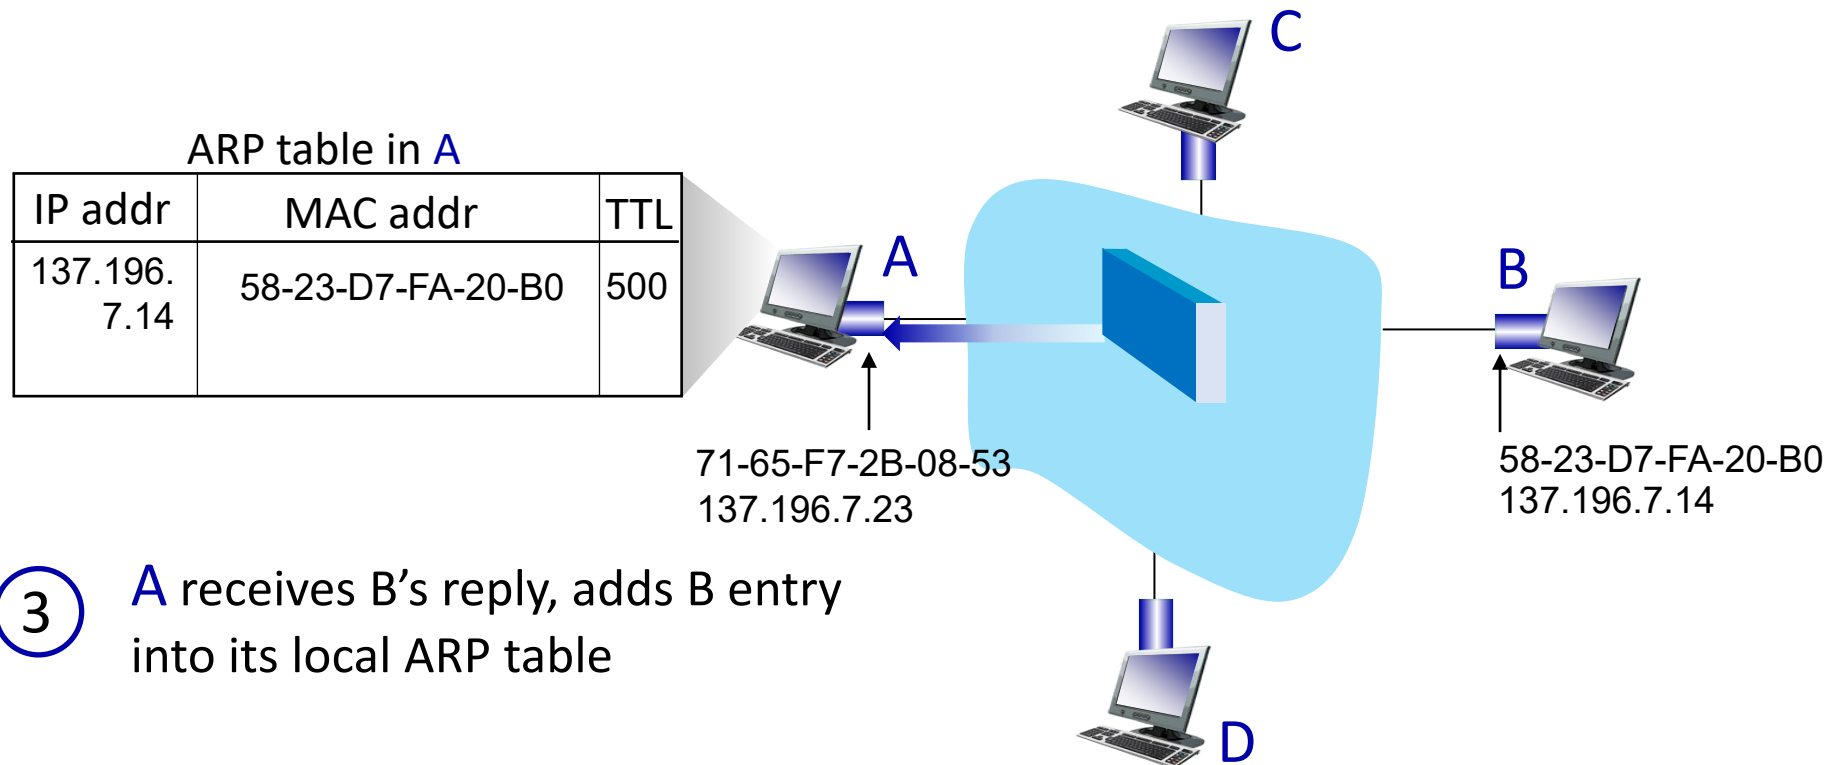 C
ARP table in A
IP addr MAC addr TTL
137.196.
7.14
58-23-D7-FA-20-B0 500
A
B
71-65-F7-2B-08-53
137.196.7.23
58-23-D7-FA-20-B0
137.196.7.14
3
A receives B’s reply, adds B entry
into its local ARP table
D